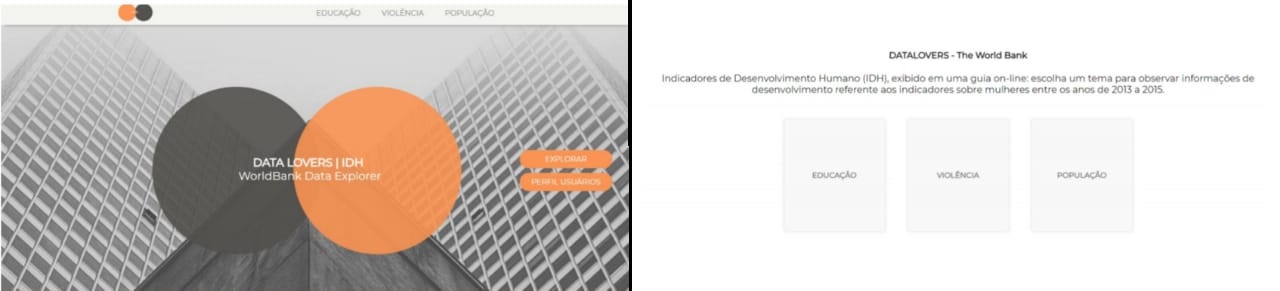 EDUCAÇÃO VIOLÊNCIA POPULAÇÃO
DATA LOVERS | IDH
WorldBank Data Explorer
EXPLORAR
PERFIL USUÁRIOS
DATALOVERS - The World Bank
Indicadores de Desenvolvimento Humano (IDH), exibido em uma guia on-line: escolha um tema para observar informações de
desenvolvimento referente aos indicadores sobre mulheres entre os anos de 2013 a 2015.
EDUCAÇÃO VIOLÊNCIA POPULAÇÃO